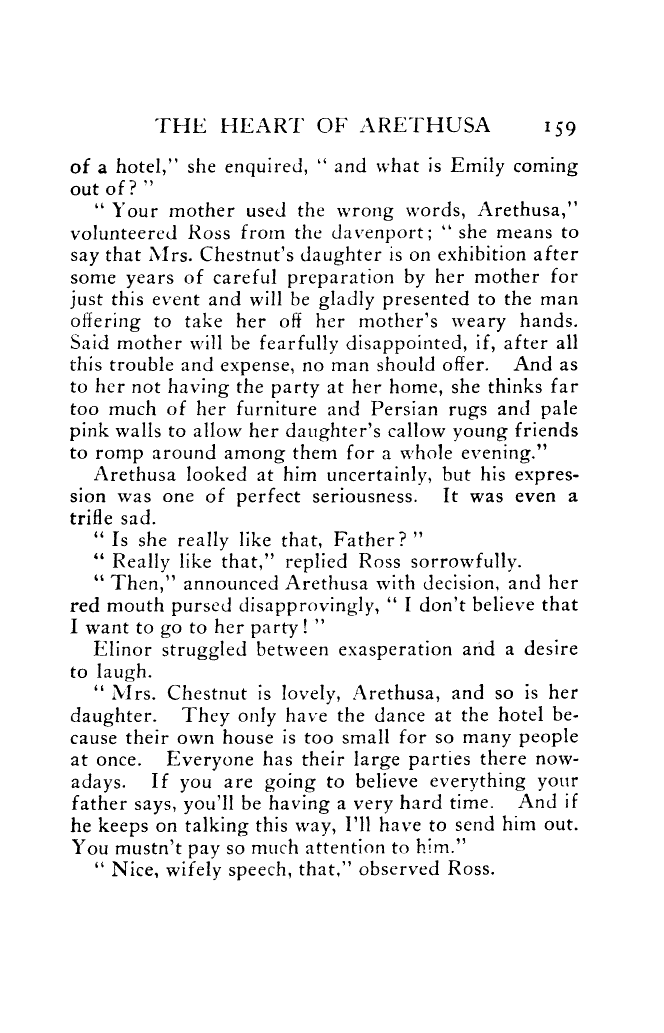 THE HEART OF ARETHUSA 159
of a hotel," she enquired, " and what is Emily coming
out of? "
" Your mother used the wrong words, Arethusa,"
volunteered Ross from the davenport; " she means to
say that Mrs. Chestnut's daughter is on exhibition after
some years of careful preparation by her mother for
just this event and will be gladly presented to the man
offering to take her off her mother's weary hands.
Said mother will be fearfully disappointed, if, after all
this trouble and expense, no man should offer. And as
to her not having the party at her home, she thinks far
too much of her furniture and Persian rugs and pale
pink walls to allow her daughter's callow young friends
to romp around among them for a whole evening."
Arethusa looked at him uncertainly, but his expres-
sion was one of perfect seriousness. It was even a
trifle sad.
" Is she really like that, Father? "
" Really like that," replied Ross sorrowfully.
" Then," announced Arethusa with decision, and her
red mouth pursed disapprovingly, " I don't believe that
I want to go to her party! "
Elinor struggled between exasperation and a desire
to laugh.
" Mrs. Chestnut is lovely, Arethusa, and so is her
daughter. They only have the dance at the hotel be-
cause their own house is too small for so many people
at once. Everyone has their large parties there now-
adays. If you are going to believe everything your
father says, you'll be having a very hard time. And if
he keeps on talking this way, I'll have to send him out.
You mustn't pay so much attention to him."
" Nice, wifely speech, that," observed Ross.